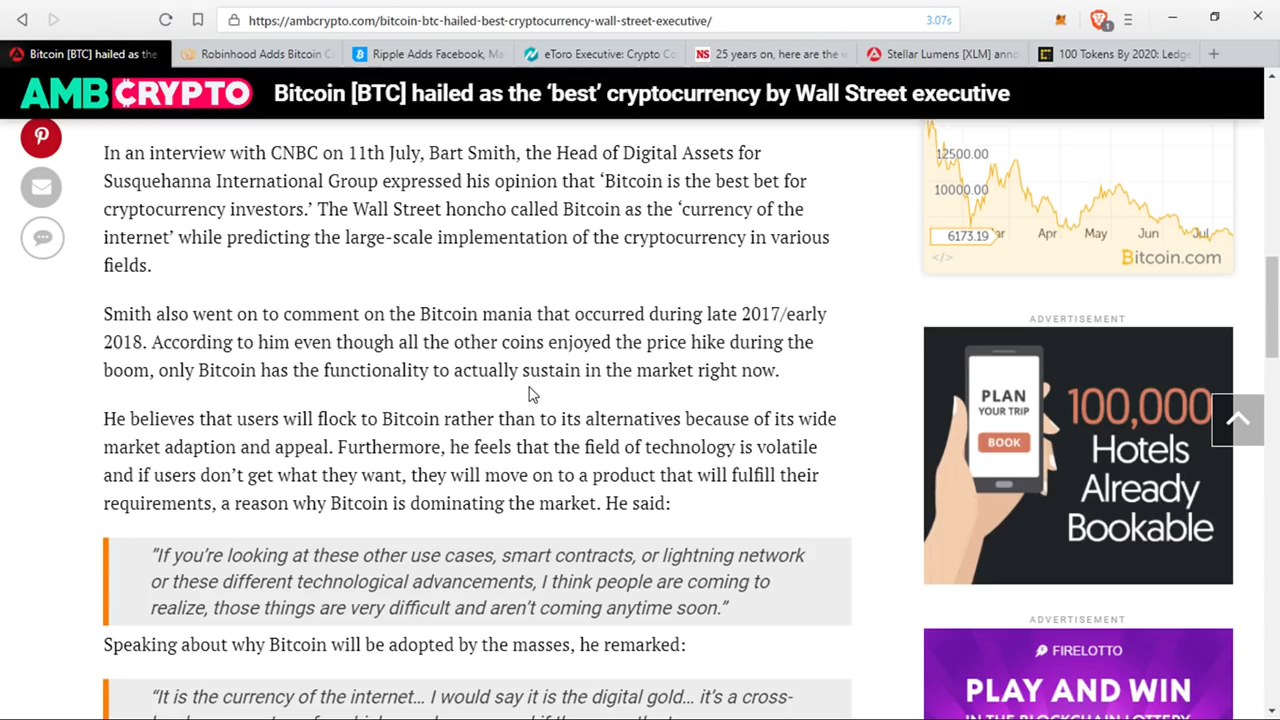 https://ambcrypto.com/bitcoin-btc-hailed-best-cryptocurrency-wall-street-executive/
3.07s
1
Bitcoin [BTC] hailed as the
Robinhood Adds Bitcoin C
Ripple Adds Facebook, Ma
eToro Executive: Crypto Co
NS 25 years on, here are the w
Stellar Lumens [XLM] anno
100 Tokens By 2020: Ledge
AMBCRYPTO
Bitcoin [BTC] hailed as the ‘best’ cryptocurrency by Wall Street executive
In an interview with CNBC on 11th July, Bart Smith, the Head of Digital Assets for
Susquehanna International Group expressed his opinion that ‘Bitcoin is the best bet for
cryptocurrency investors.’ The Wall Street honcho called Bitcoin as the ‘currency of the
internet’ while predicting the large-scale implementation of the cryptocurrency in various
fields.
Smith also went on to comment on the Bitcoin mania that occurred during late 2017/early
2018. According to him even though all the other coins enjoyed the price hike during the
boom, only Bitcoin has the functionality to actually sustain in the market right now.
He believes that users will flock to Bitcoin rather than to its alternatives because of its wide
market adaption and appeal. Furthermore, he feels that the field of technology is volatile
and if users don’t get what they want, they will move on to a product that will fulfill their
requirements, a reason why Bitcoin is dominating the market. He said:
“If you’re looking at these other use cases, smart contracts, or lightning network
or these different technological advancements, I think people are coming to
realize, those things are very difficult and aren’t coming anytime soon.”
Speaking about why Bitcoin will be adopted by the masses, he remarked:
“It is the currency of the internet… I would say it is the digital gold… it’s a cross-
12500.00
10000.00
6173.19
Apr May Jun Jul
</>
Bitcoin.com
ADVERTISEMENT
PLAN
YOUR TRIP
BOOK
100,000
Hotels
Already
Bookable
ADVERTISEMENT
FIRELOTTO
PLAY AND WIN
IN THE BLOCKCHAIN LOTTERY